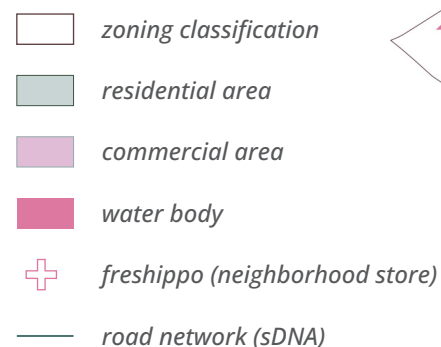 zoning classification
residential area
commercial area
water body
freshippo (neighborhood store)
road network (sDNA)